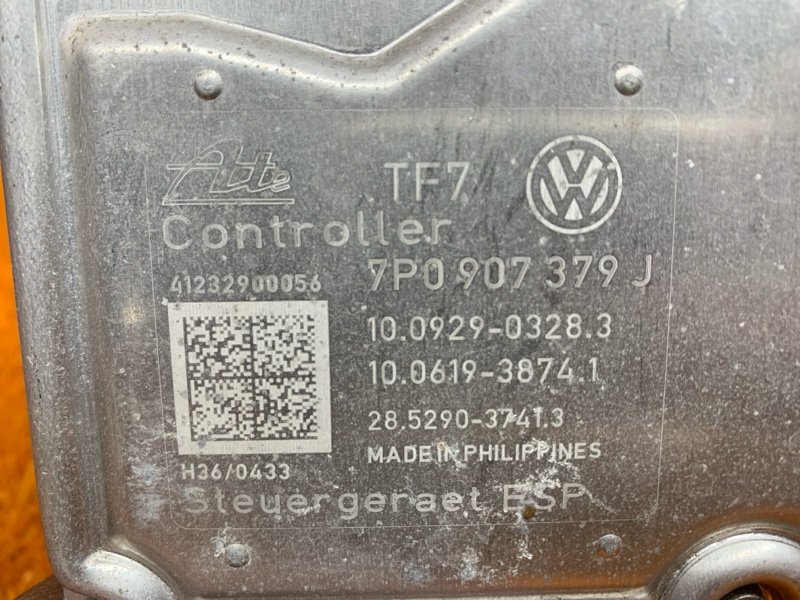 Ate TF7 VW
Controller
41232900056 7P0 907 379 J
10.0929-0328.3
10.0619-3874.1
28.5290-3741.3
H36/0433 MADE IN PHILIPPINES
Steuergeraet ESP